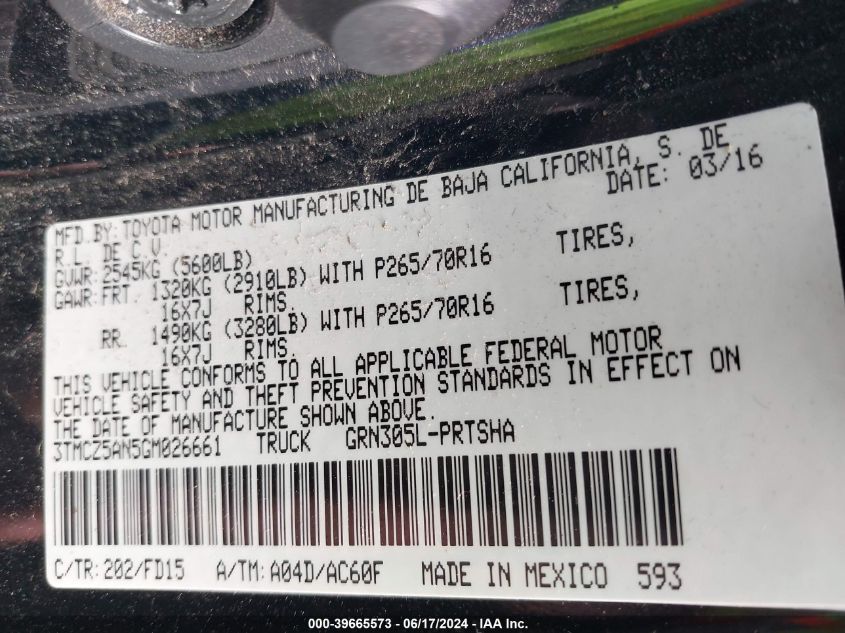 MFD.BY: TOYOTA MOTOR MANUFACTURING DE BAJA CALIFORNIA, S. DE
R.L. DE C.V. DATE: 03/16
GVWR: 2545KG (5600LB)
GAWR: FRT. 1320KG (2910LB) WITH P265/70R16 TIRES,
16X7J RIMS.
RR. 1490KG (3280LB) WITH P265/70R16 TIRES,
16X7J RIMS.
THIS VEHICLE CONFORMS TO ALL APPLICABLE FEDERAL MOTOR
VEHICLE SAFETY AND THEFT PREVENTION STANDARDS IN EFFECT ON
THE DATE OF MANUFACTURE SHOWN ABOVE.
3TMCZ5AN5GM026661 TRUCK GRN305L-PRTSHA
C/TR: 202/FD15 A/TM: A04D/AC60F MADE IN MEXICO 593
000-39665573 - 06/17/2024 - IAA Inc.